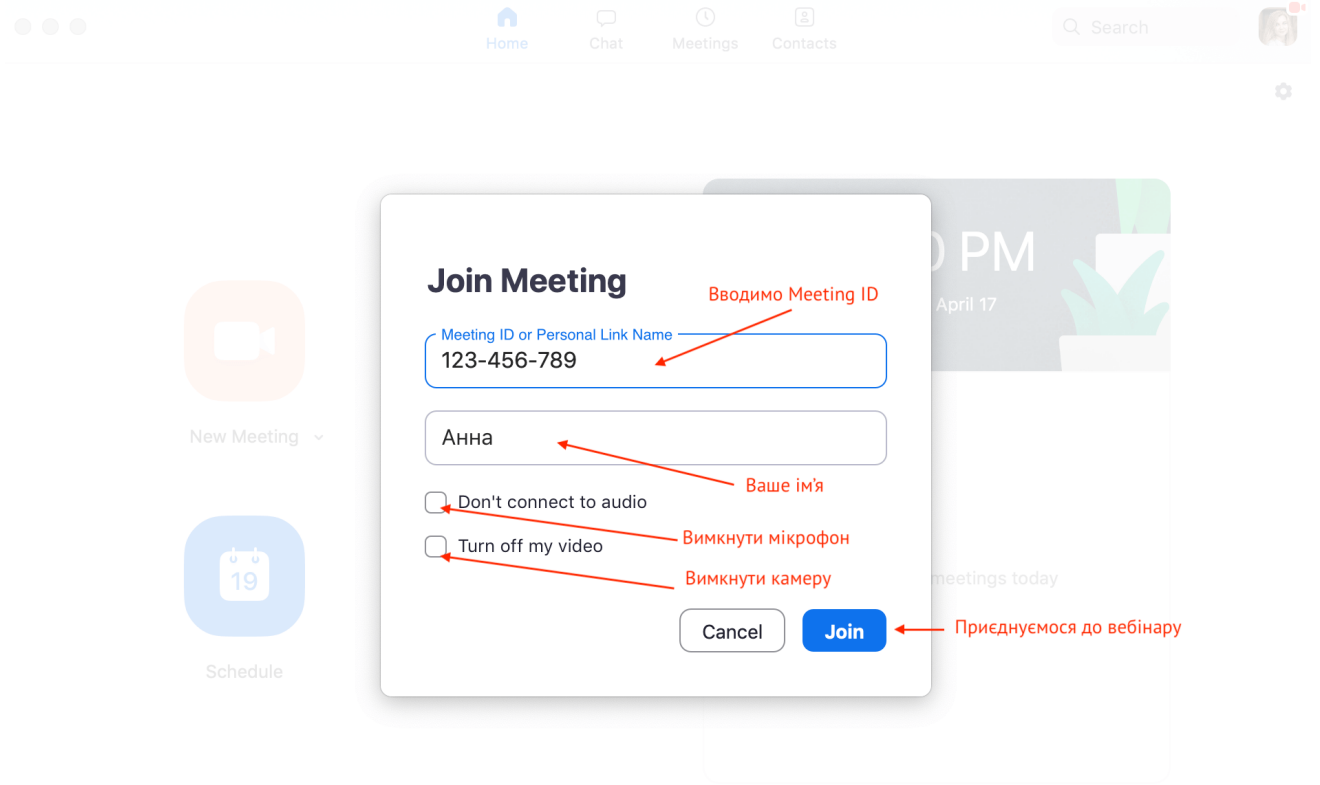 Home
Chat
Meetings
Contacts
Search
0 PM
April 17
Join Meeting
Вводимо Meeting ID
Meeting ID or Personal Link Name
123-456-789
Анна
Ваше ім’я
Don't connect to audio
Вимкнути мікрофон
Turn off my video
Вимкнути камеру
Cancel
Join
Приєднуємося до вебінару
New Meeting
19
Schedule
meetings today